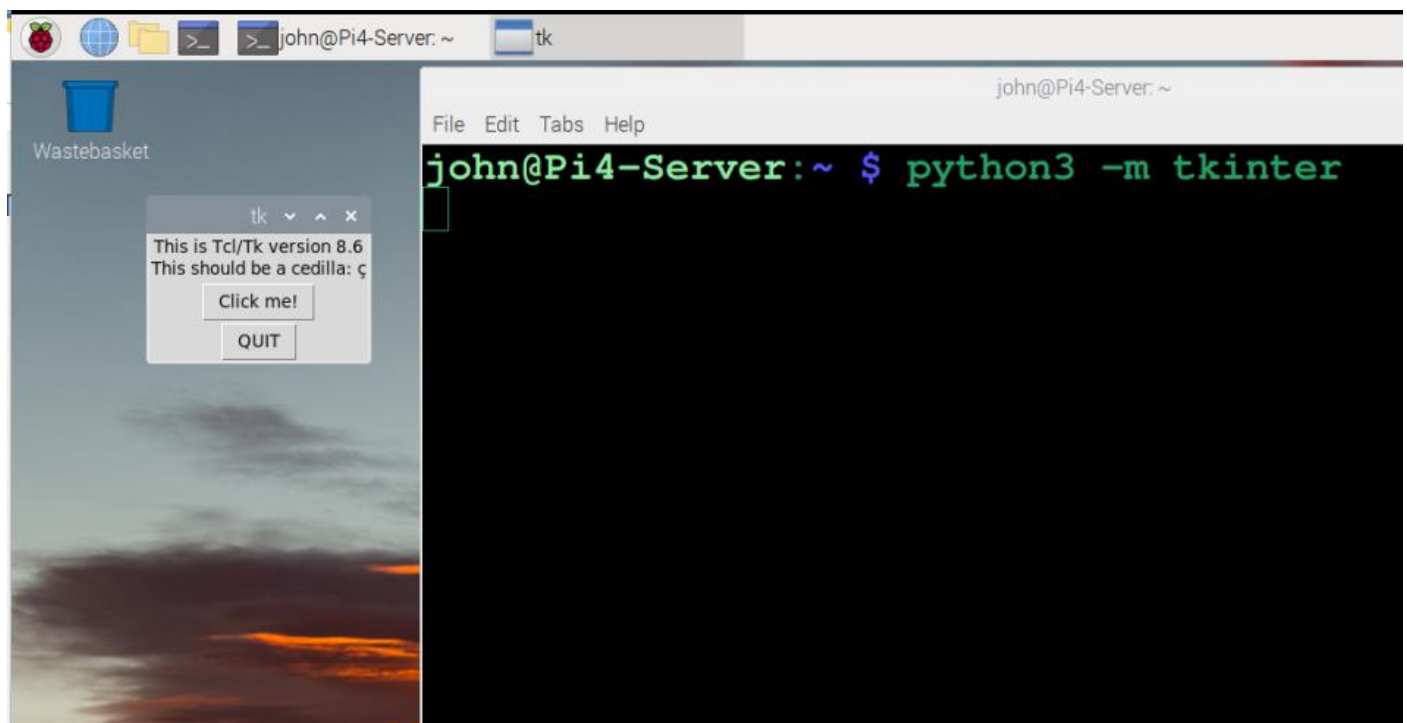 john@Pi4-Server: ~
tk
john@Pi4-Server: ~
File Edit Tabs Help
Wastebasket
john@Pi4-Server:~ $ python3 -m tkinter
tk
This is Tcl/Tk version 8.6
This should be a cedilla: ç
Click me!
QUIT